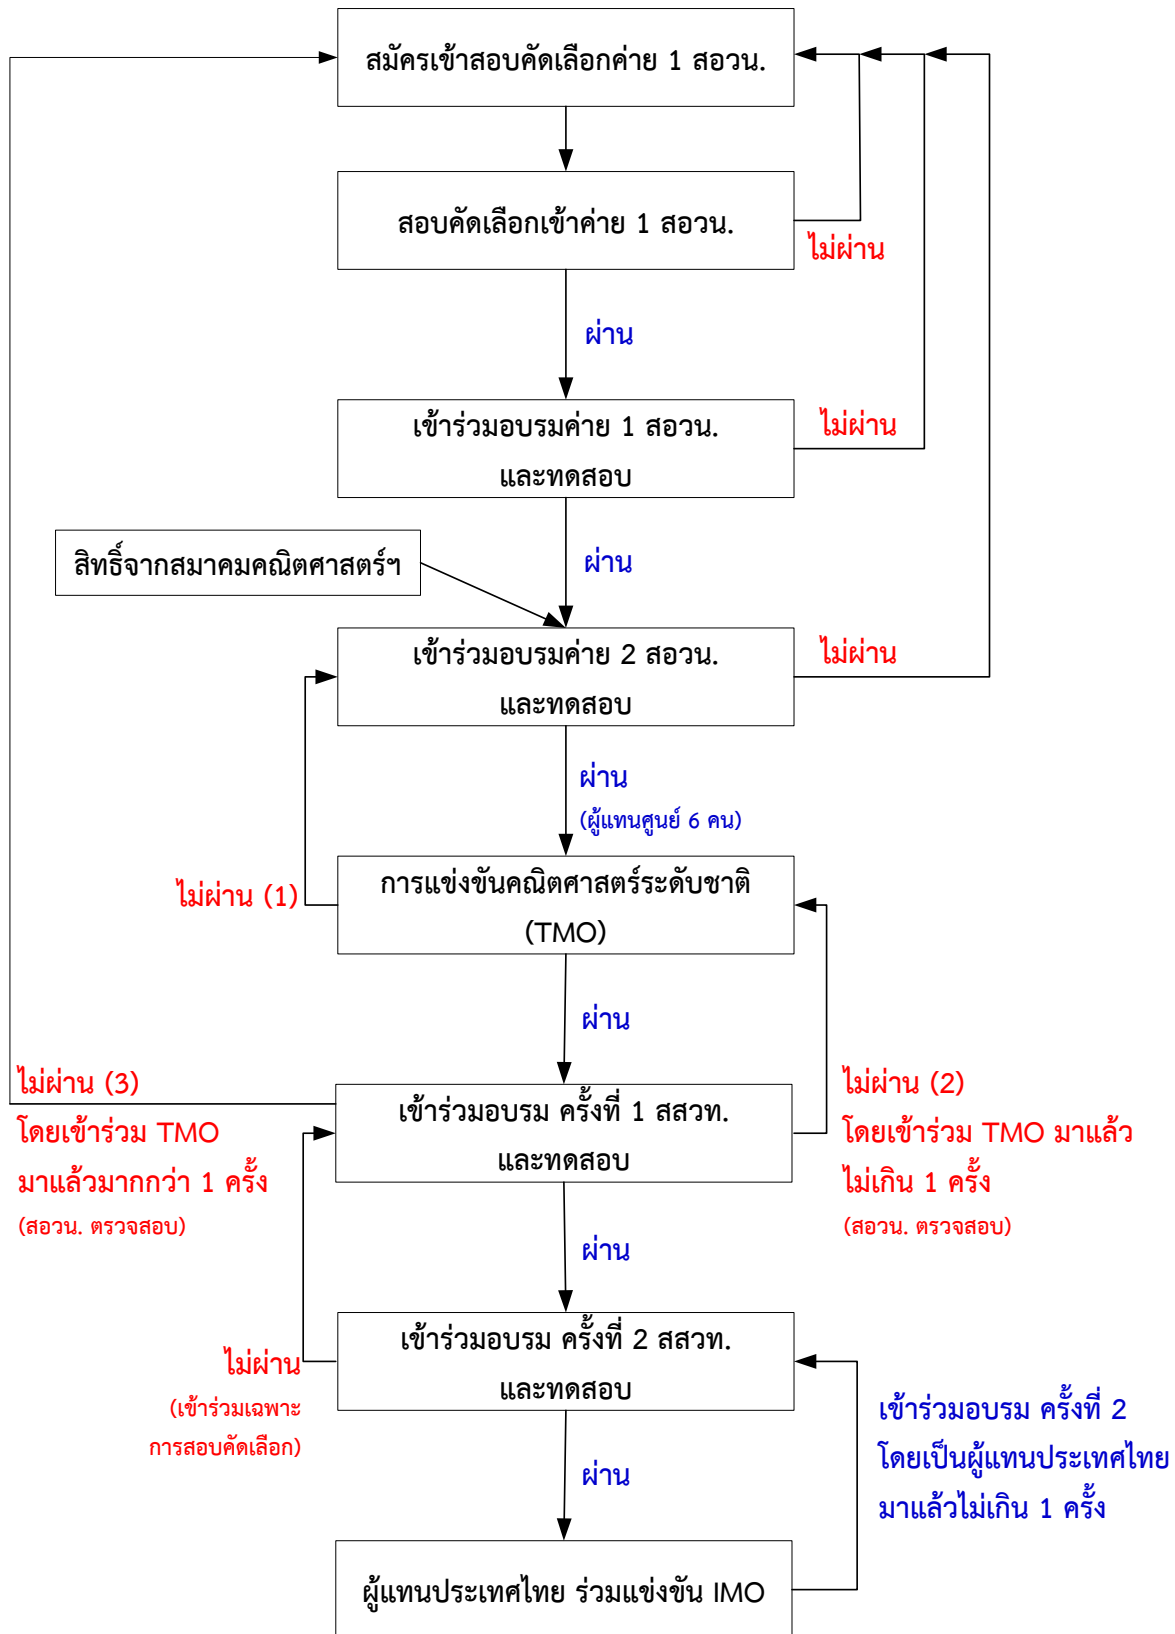 สมัครเข้าสอบคัดเลือกค่าย 1 สอวน.
สอบคัดเลือกเข้าค่าย 1 สอวน.
ไม่ผ่าน
ผ่าน
เข้าร่วมอบรมค่าย 1 สอวน.
และทดสอบ
ไม่ผ่าน
สิทธิ์จากสมาคมคณิตศาสตร์ฯ
ผ่าน
เข้าร่วมอบรมค่าย 2 สอวน.
และทดสอบ
ไม่ผ่าน
ผ่าน
(ผู้แทนศูนย์ 6 คน)
ไม่ผ่าน (1)
การแข่งขันคณิตศาสตร์ระดับชาติ
(TMO)
ผ่าน
ไม่ผ่าน (3)
โดยเข้าร่วม TMO
มาแล้วมากกว่า 1 ครั้ง
(สอวน. ตรวจสอบ)
เข้าร่วมอบรม ครั้งที่ 1 สสวท.
และทดสอบ
ไม่ผ่าน (2)
โดยเข้าร่วม TMO มาแล้ว
ไม่เกิน 1 ครั้ง
(สอวน. ตรวจสอบ)
ผ่าน
เข้าร่วมอบรม ครั้งที่ 2 สสวท.
และทดสอบ
ไม่ผ่าน
(เข้าร่วมเฉพาะ
การสอบคัดเลือก)
เข้าร่วมอบรม ครั้งที่ 2
โดยเป็นผู้แทนประเทศไทย
มาแล้วไม่เกิน 1 ครั้ง
ผ่าน
ผู้แทนประเทศไทย ร่วมแข่งขัน IMO